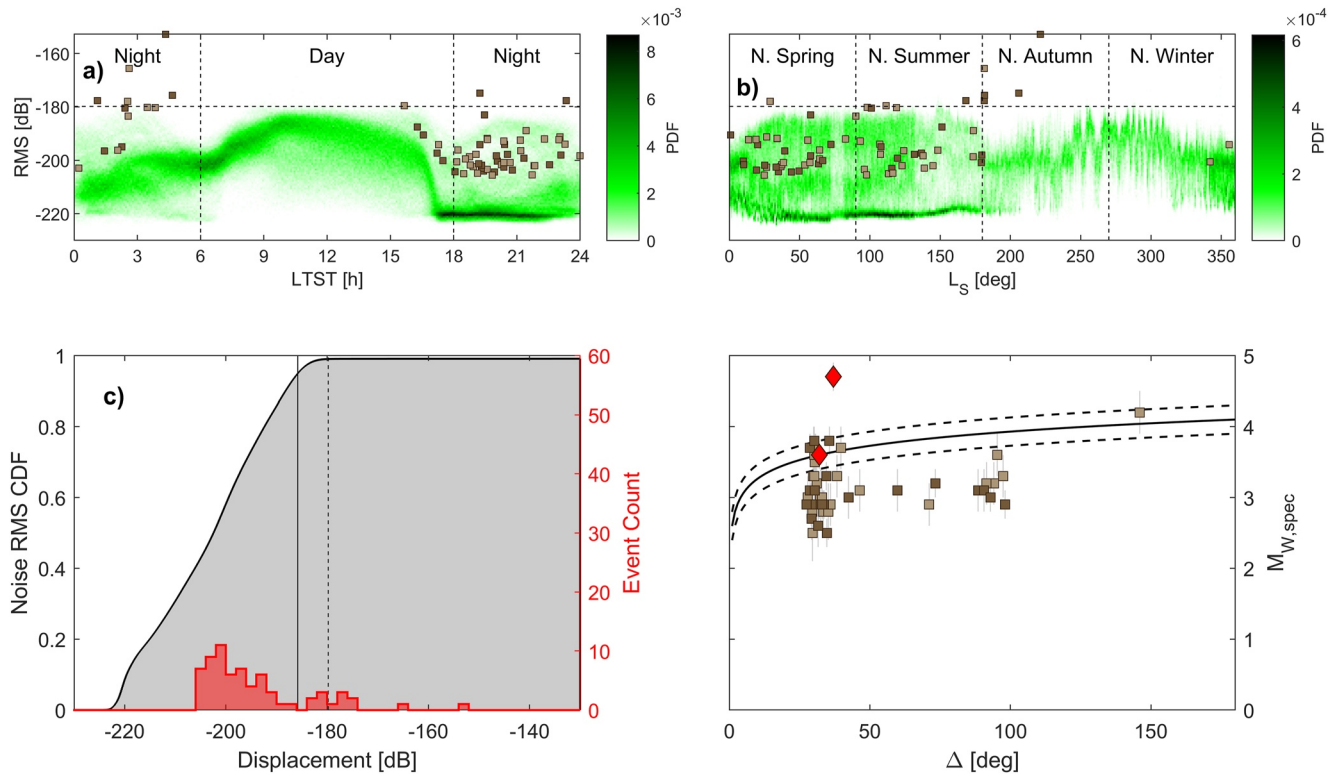 ×10⁻³
×10⁻⁴
Night Day Night
a)
RMS [dB]
-160
-180
-200
-220
0 3 6 9 12 15 18 21 24
LTST [h]
8
6
4
2
0
PDF
N. Spring N. Summer N. Autumn N. Winter
b)
0 50 100 150 200 250 300 350
L_S [deg]
6
4
2
0
PDF
c)
Noise RMS CDF
1
0.8
0.6
0.4
0.2
0
-220 -200 -180 -160 -140
Displacement [dB]
60
50
40
30
20
10
0
Event Count
0 50 100 150
Δ [deg]
5
4
3
2
1
0
M_W,spec